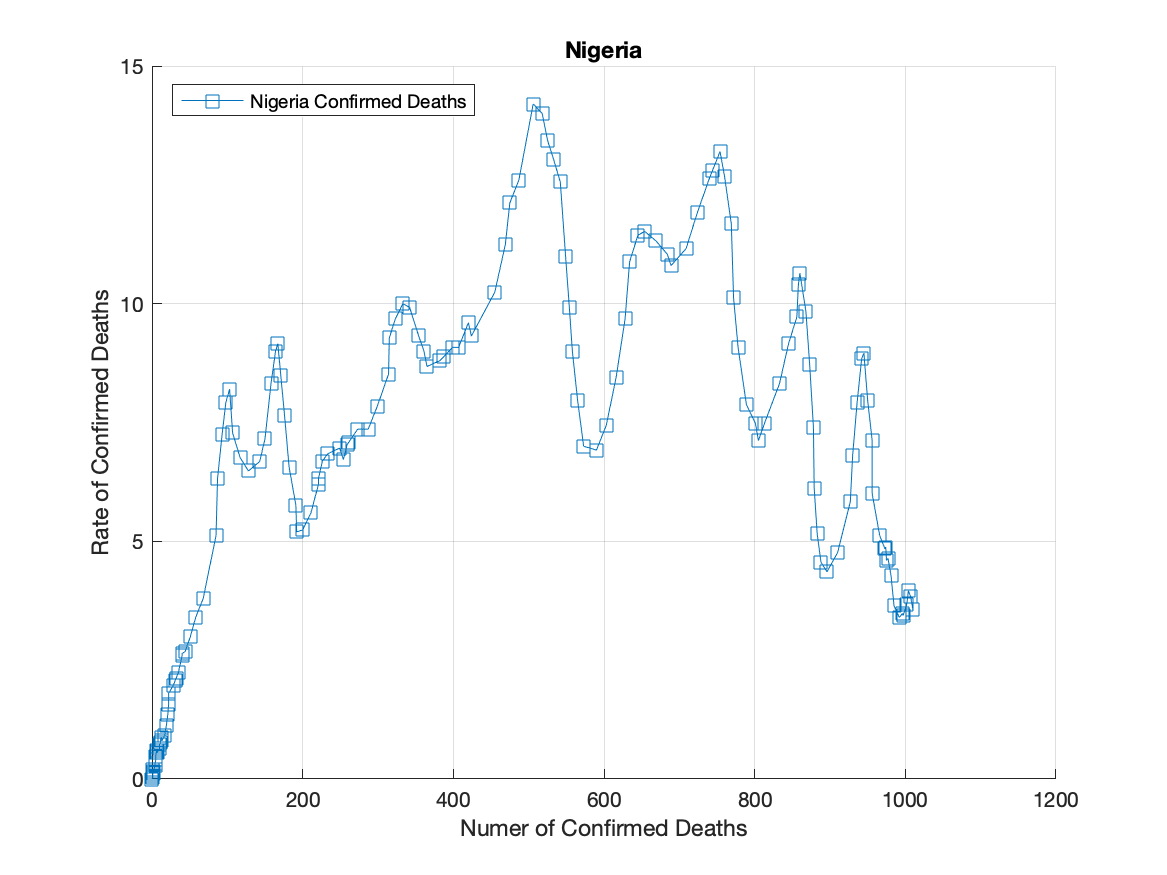 Nigeria
Nigeria Confirmed Deaths
15
10
5
0
0 200 400 600 800 1000 1200
Rate of Confirmed Deaths
Numer of Confirmed Deaths